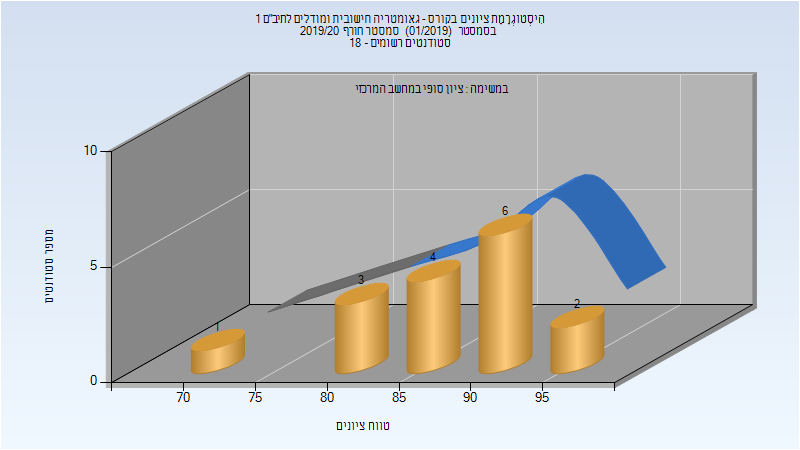 היסטוגרמת ציונים בקורס - גאומטריה חישובית ומודלים לתיב"ם 1
בסמסטר (01/2019) סמסטר חורף 2019/20
סטודנטים רשומים - 18
במשימה : ציון סופי במחשב המרכזי
מספר סטודנטים
10
5
0
1
3
4
6
2
70
75
80
85
90
95
טווח ציונים